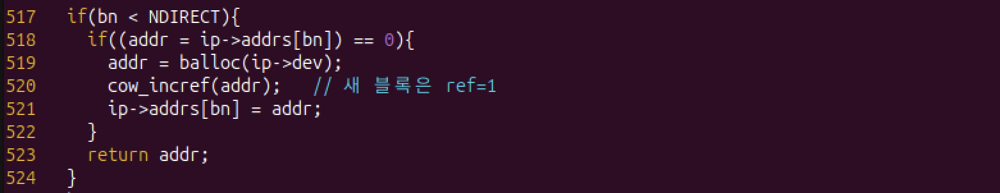 517   if(bn < NDIRECT){
518     if((addr = ip->addrs[bn]) == 0){
519       addr = balloc(ip->dev);
520       cow_incref(addr);   // 새 블록은 ref=1
521       ip->addrs[bn] = addr;
522     }
523     return addr;
524   }